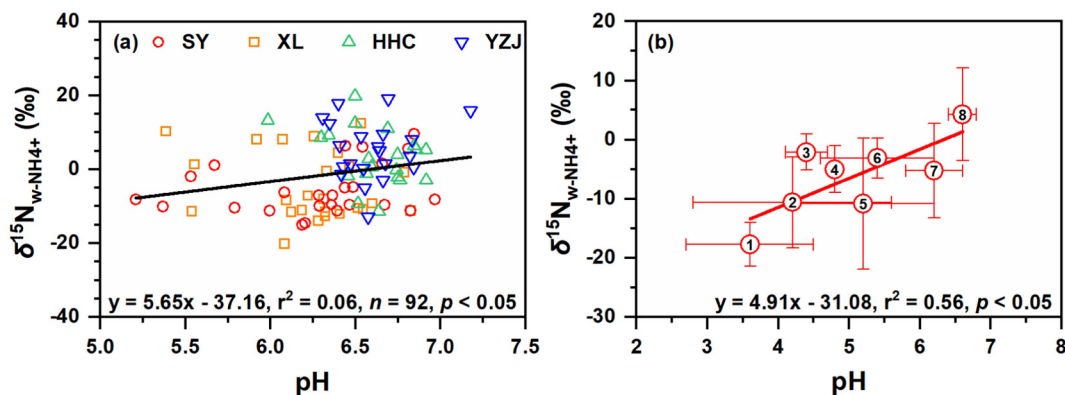 (a) SY XL HHC YZJ
δ¹⁵Nw-NH4+ (‰)
40
20
0
-20
-40
y = 5.65x - 37.16, r² = 0.06, n = 92, p < 0.05
5.0 5.5 6.0 6.5 7.0 7.5
pH
(b)
δ¹⁵Nw-NH4+ (‰)
20
10
0
-10
-20
-30
1
2
3
4
5
6
7
8
y = 4.91x - 31.08, r² = 0.56, p < 0.05
2 3 4 5 6 7 8
pH